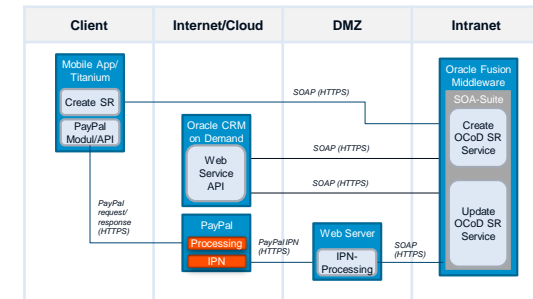 Client
Internet/Cloud
DMZ
Intranet
Mobile App/
Titanium
Create SR
PayPal
Modul/API
SOAP (HTTPS)
Oracle Fusion
Middleware
SOA-Suite
Create
OCoD SR
Service
Oracle CRM
on Demand
Web
Service
API
SOAP (HTTPS)
SOAP (HTTPS)
Update
OCoD SR
Service
PayPal
request/
response
(HTTPS)
PayPal
Processing
IPN
PayPal IPN
(HTTPS)
Web Server
IPN-
Processing
SOAP
(HTTPS)